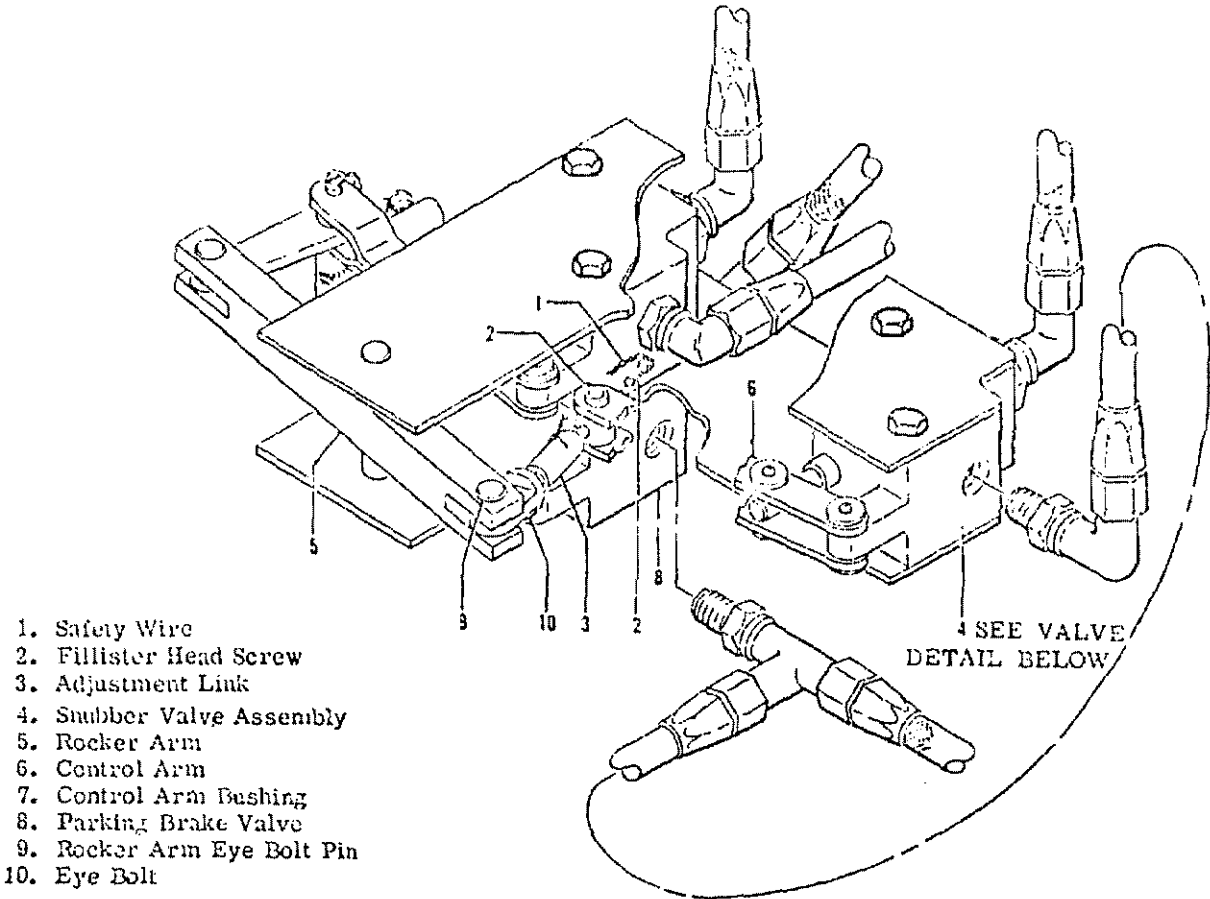 1
2
6
5
9
10
3
2
8
4 SEE VALVE
DETAIL BELOW
1. Safety Wire
2. Fillister Head Screw
3. Adjustment Link
4. Snubber Valve Assembly
5. Rocker Arm
6. Control Arm
7. Control Arm Bushing
8. Parking Brake Valve
9. Rocker Arm Eye Bolt Pin
10. Eye Bolt